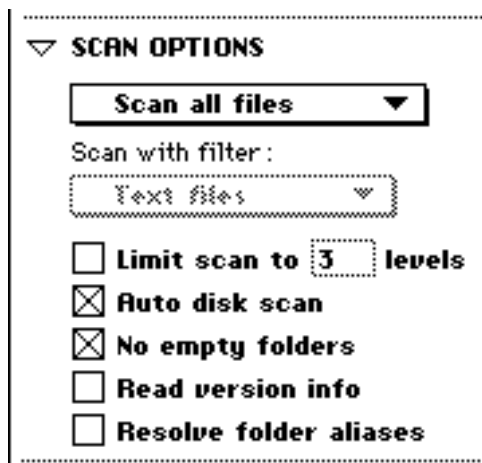 SCAN OPTIONS
Scan all files
Scan with filter:
Text files
Limit scan to 3 levels
Auto disk scan
No empty folders
Read version info
Resolve folder aliases